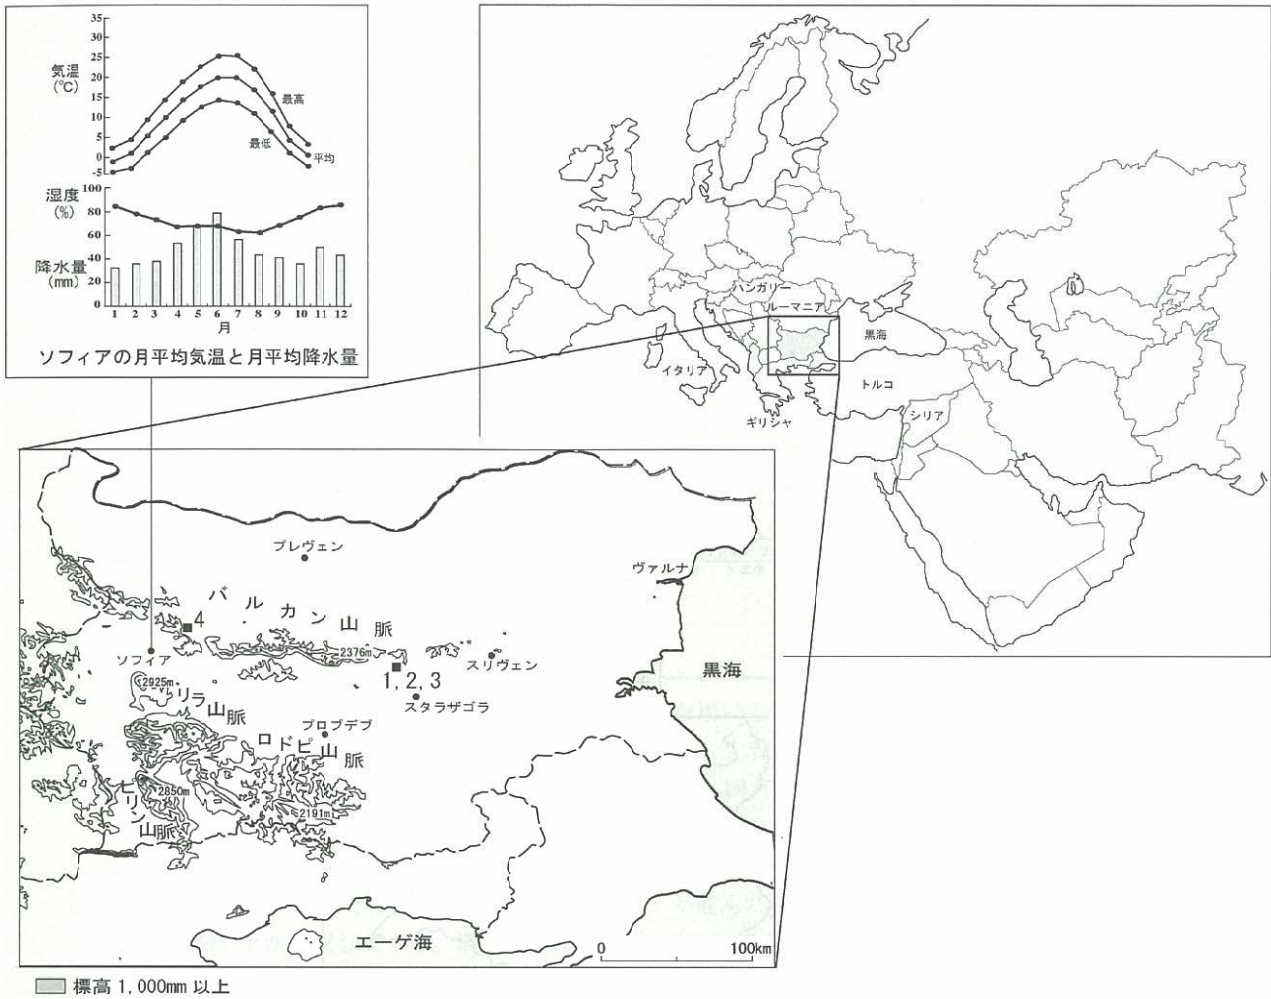 35
30
25
20
15
10
5
0
-5
気温
(℃)
最高
最低
平均
湿度
(%)
100
80
60
40
20
0
降水量
(mm)
1 2 3 4 5 6 7 8 9 10 11 12
月
ソフィアの月平均気温と月平均降水量
ハンガリー
ルーマニア
黒海
イタリア
トルコ
ギリシャ
シリア
プレヴェン
ヴァルナ
バルカン山脈
4
2376m
ソフィア
スリヴェン
1, 2, 3
スタラザゴラ
黒海
2925m
リラ山脈
プロブデブ
ロドピ山脈
2850m
ピリン山脈
2191m
エーゲ海
0 100km
標高1,000mm以上